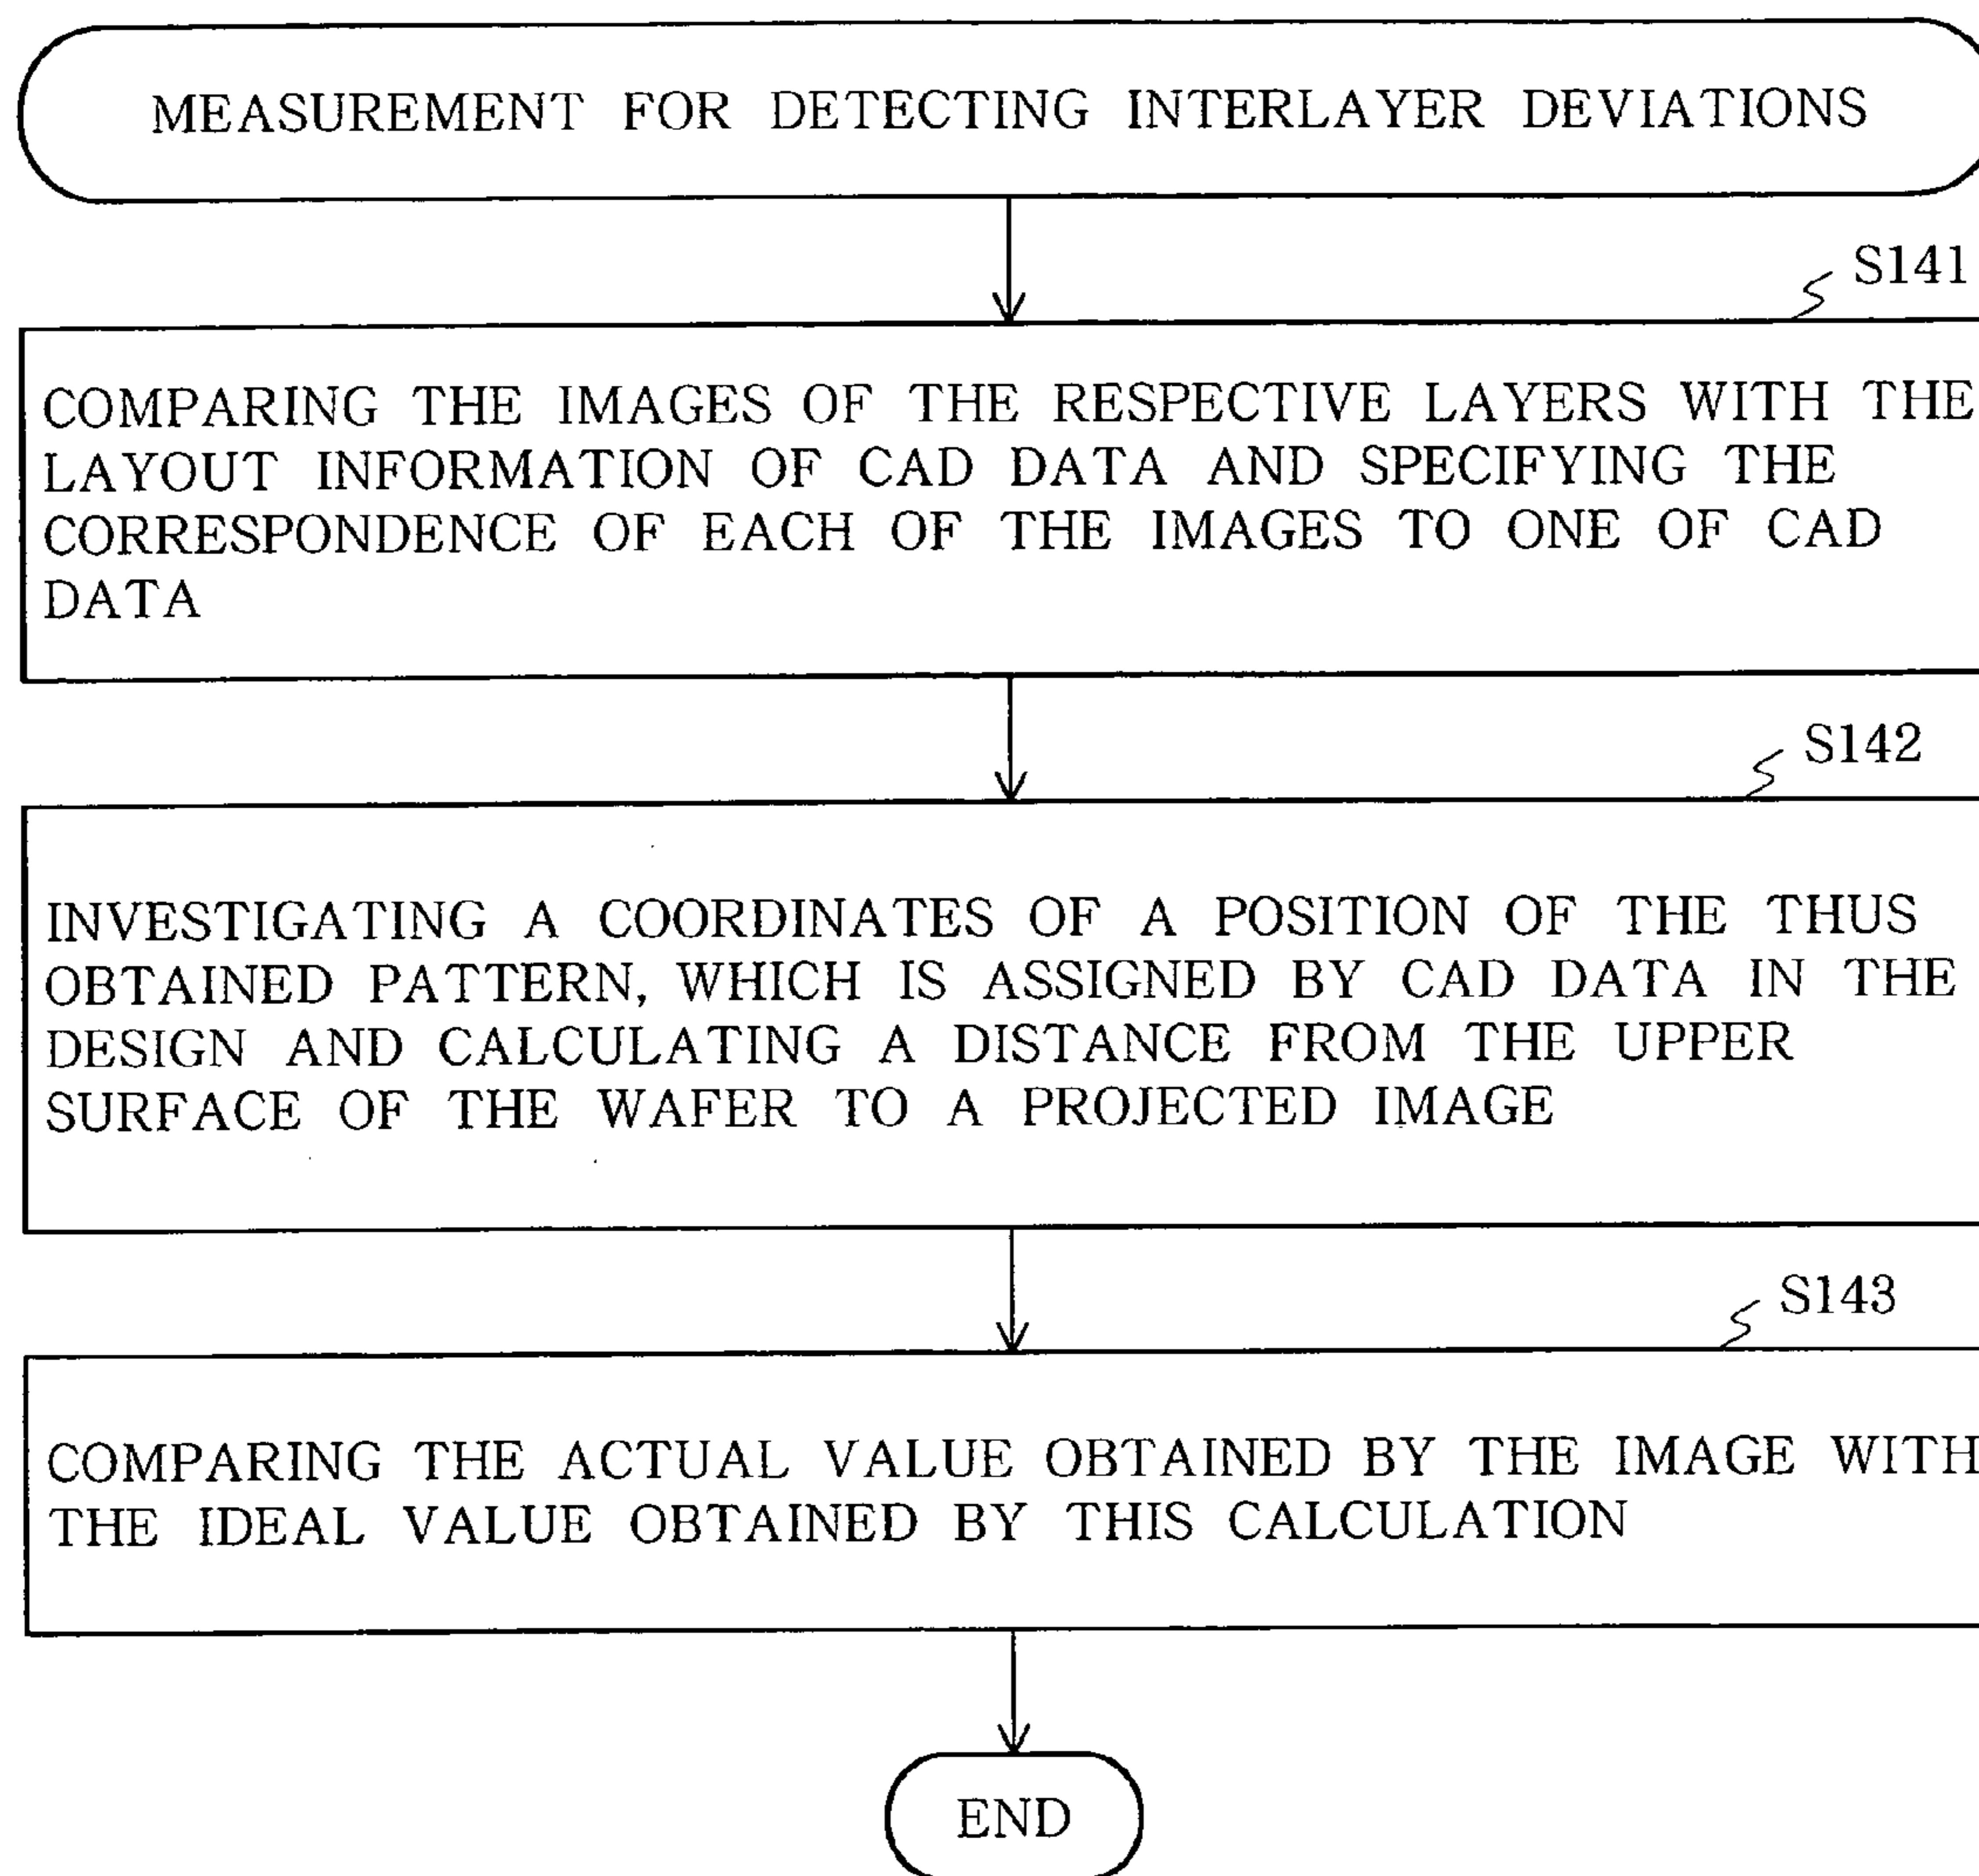 MEASUREMENT FOR DETECTING INTERLAYER DEVIATIONS
S141
COMPARING THE IMAGES OF THE RESPECTIVE LAYERS WITH THE
LAYOUT INFORMATION OF CAD DATA AND SPECIFYING THE
CORRESPONDENCE OF EACH OF THE IMAGES TO ONE OF CAD
DATA
S142
INVESTIGATING A COORDINATES OF A POSITION OF THE THUS
OBTAINED PATTERN, WHICH IS ASSIGNED BY CAD DATA IN THE
DESIGN AND CALCULATING A DISTANCE FROM THE UPPER
SURFACE OF THE WAFER TO A PROJECTED IMAGE
S143
COMPARING THE ACTUAL VALUE OBTAINED BY THE IMAGE WITH
THE IDEAL VALUE OBTAINED BY THIS CALCULATION
END